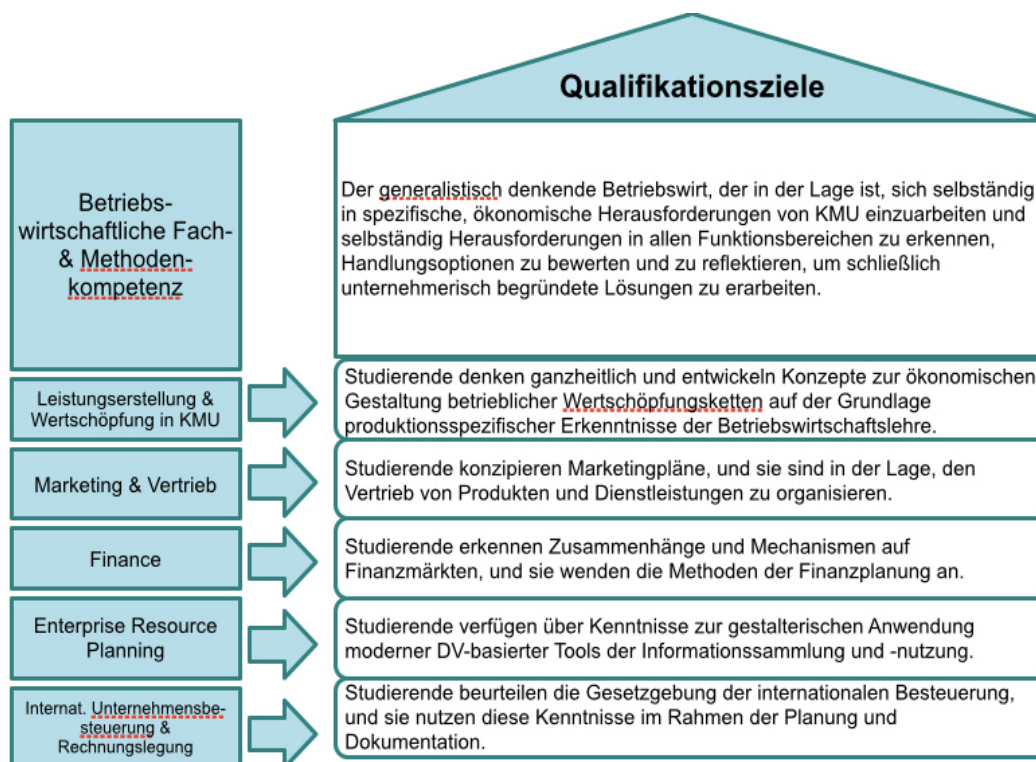 Qualifikationsziele
Betriebs-
wirtschaftliche Fach-
& Methoden-
kompetenz
Der generalistisch denkende Betriebswirt, der in der Lage ist, sich selbständig
in spezifische, ökonomische Herausforderungen von KMU einzuarbeiten und
selbständig Herausforderungen in allen Funktionsbereichen zu erkennen,
Handlungsoptionen zu bewerten und zu reflektieren, um schließlich
unternehmerisch begründete Lösungen zu erarbeiten.
Leistungserstellung &
Wertschöpfung in KMU
Studierende denken ganzheitlich und entwickeln Konzepte zur ökonomischen
Gestaltung betrieblicher Wertschöpfungsketten auf der Grundlage
produktionsspezifischer Erkenntnisse der Betriebswirtschaftslehre.
Marketing & Vertrieb
Studierende konzipieren Marketingpläne, und sie sind in der Lage, den
Vertrieb von Produkten und Dienstleistungen zu organisieren.
Finance
Studierende erkennen Zusammenhänge und Mechanismen auf
Finanzmärkten, und sie wenden die Methoden der Finanzplanung an.
Enterprise Resource
Planning
Studierende verfügen über Kenntnisse zur gestalterischen Anwendung
moderner DV-basierter Tools der Informationssammlung und -nutzung.
Internat. Unternehmensbe-
steuerung &
Rechnungslegung
Studierende beurteilen die Gesetzgebung der internationalen Besteuerung,
und sie nutzen diese Kenntnisse im Rahmen der Planung und
Dokumentation.